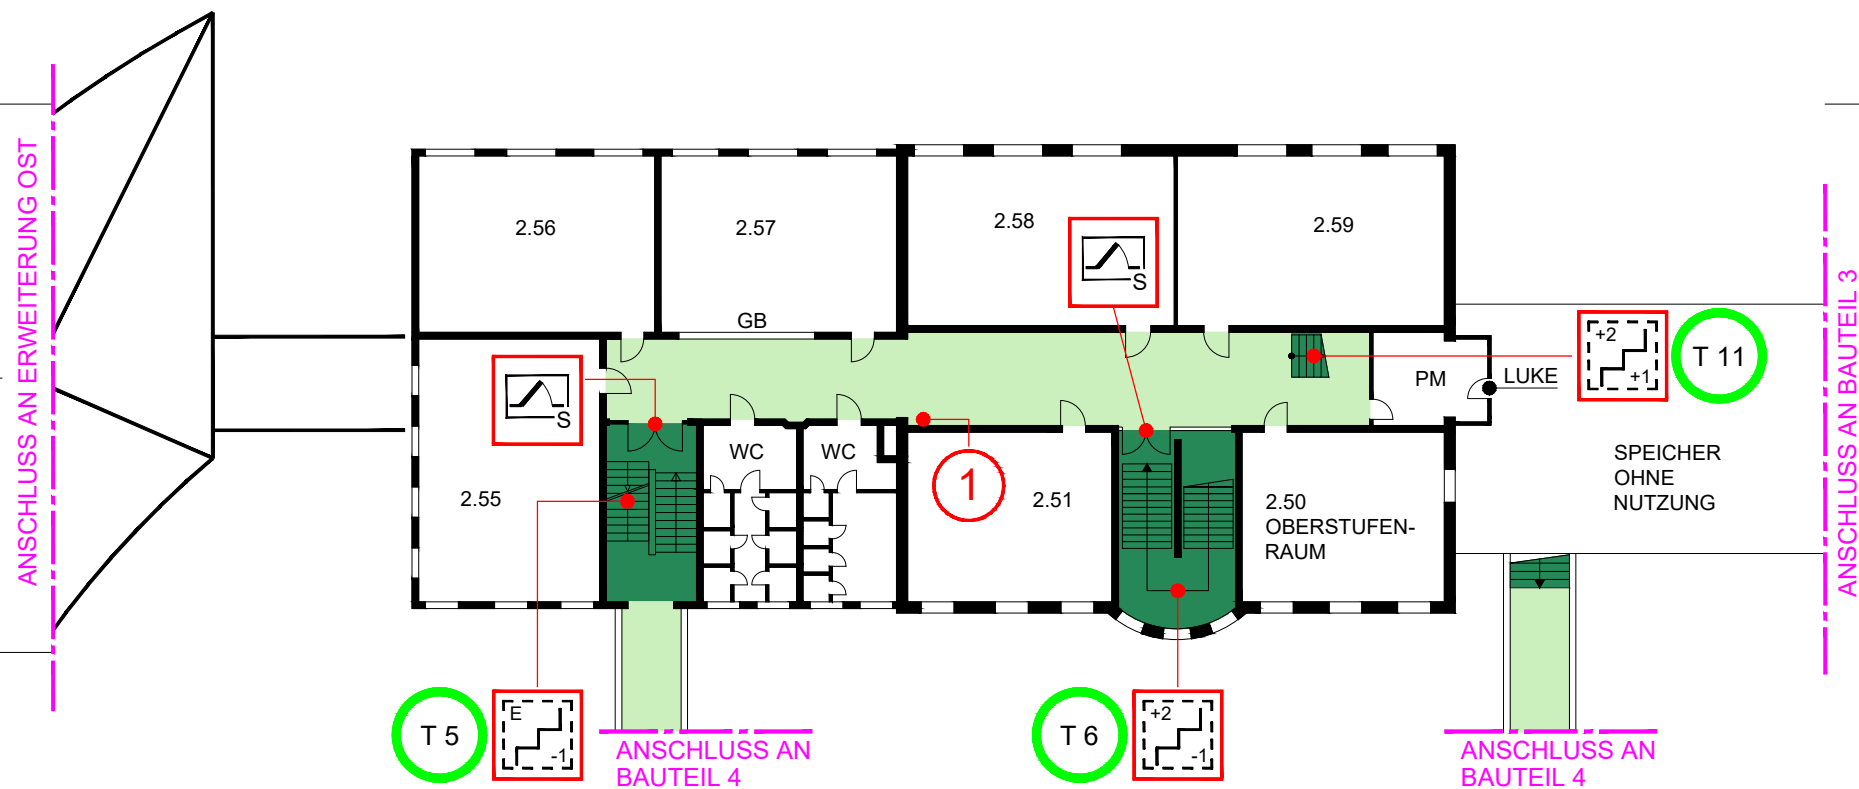 ANSCHLUSS AN ERWEITERUNG OST
2.56
2.57
2.58
2.59
S
GB
S
2.55
WC
WC
1
2.51
2.50
OBERSTUFEN-
RAUM
PM
LUKE
+2
+1
T 11
SPEICHER
OHNE
NUTZUNG
ANSCHLUSS AN BAUTEIL 3
T 5
E
-1
ANSCHLUSS AN
BAUTEIL 4
T 6
+2
-1
ANSCHLUSS AN
BAUTEIL 4